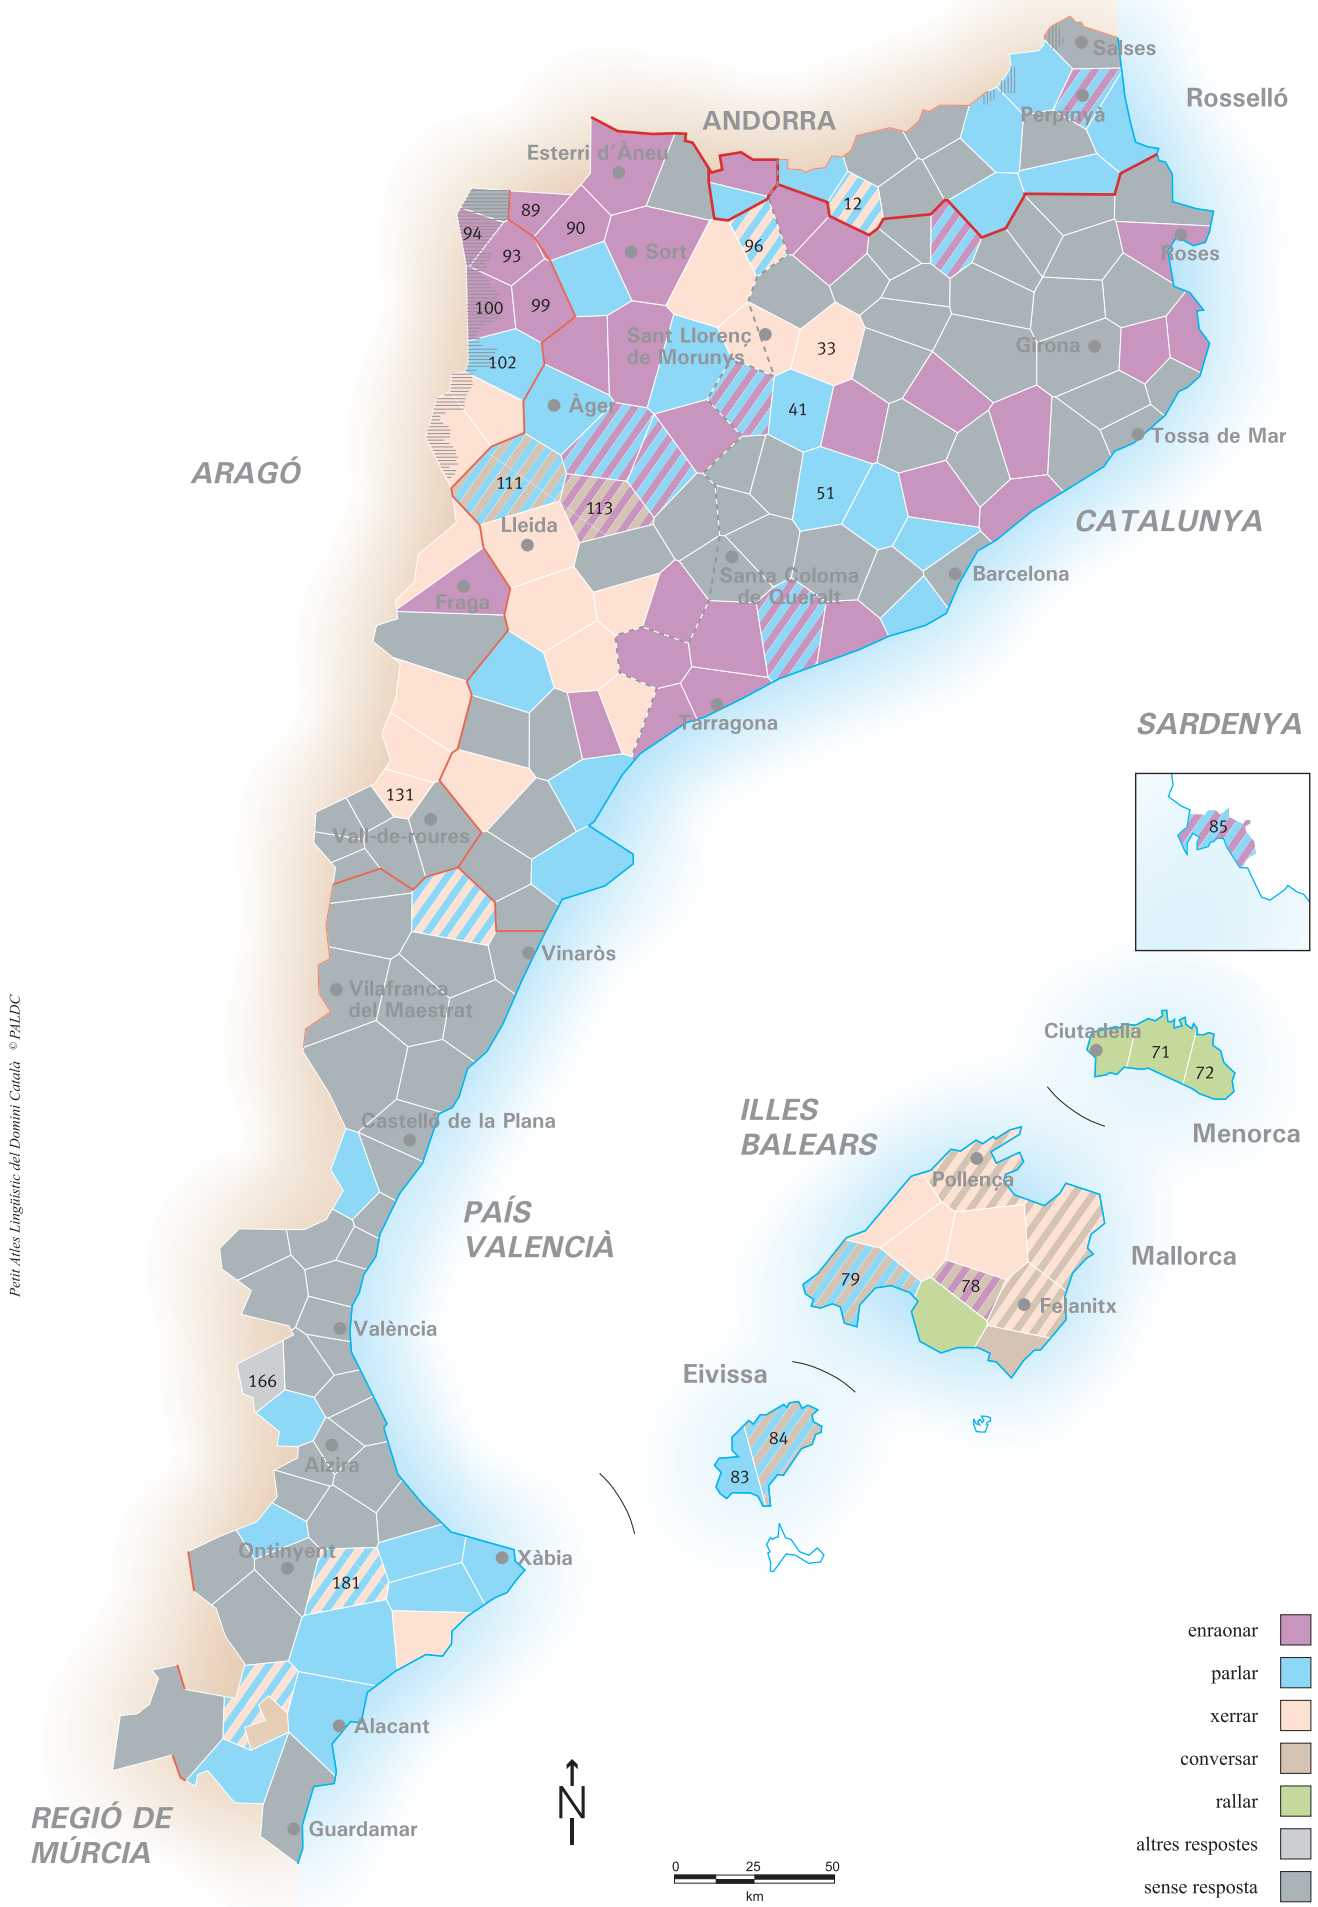 Salses
Rosselló
Perpinyà
ANDORRA
Esterri d'Àneu
89
12
94
90
96
93
Sort
Roses
100
99
Sant Llorenç
de Morunys
33
Girona
102
Àger
41
Tossa de Mar
ARAGÓ
111
51
113
Lleida
CATALUNYA
Santa Coloma
de Queralt
Barcelona
Fraga
Tarragona
SARDENYA
131
Vall-de-roures
85
Vinaròs
Vilafranca
del Maestrat
Petit Atles Lingüístic del Domini Català © PALDC
Ciutadella
71
72
Castelló de la Plana
ILLES
BALEARS
Menorca
Pollença
PAÍS
VALENCIÀ
Mallorca
79
78
Felanitx
València
Eivissa
166
84
83
Alzira
Ontinyent
Xàbia
181
enraonar
parlar
xerrar
conversar
rallar
altres respostes
sense resposta
Alacant
N
REGIÓ DE
MÚRCIA
Guardamar
0 25 50
km